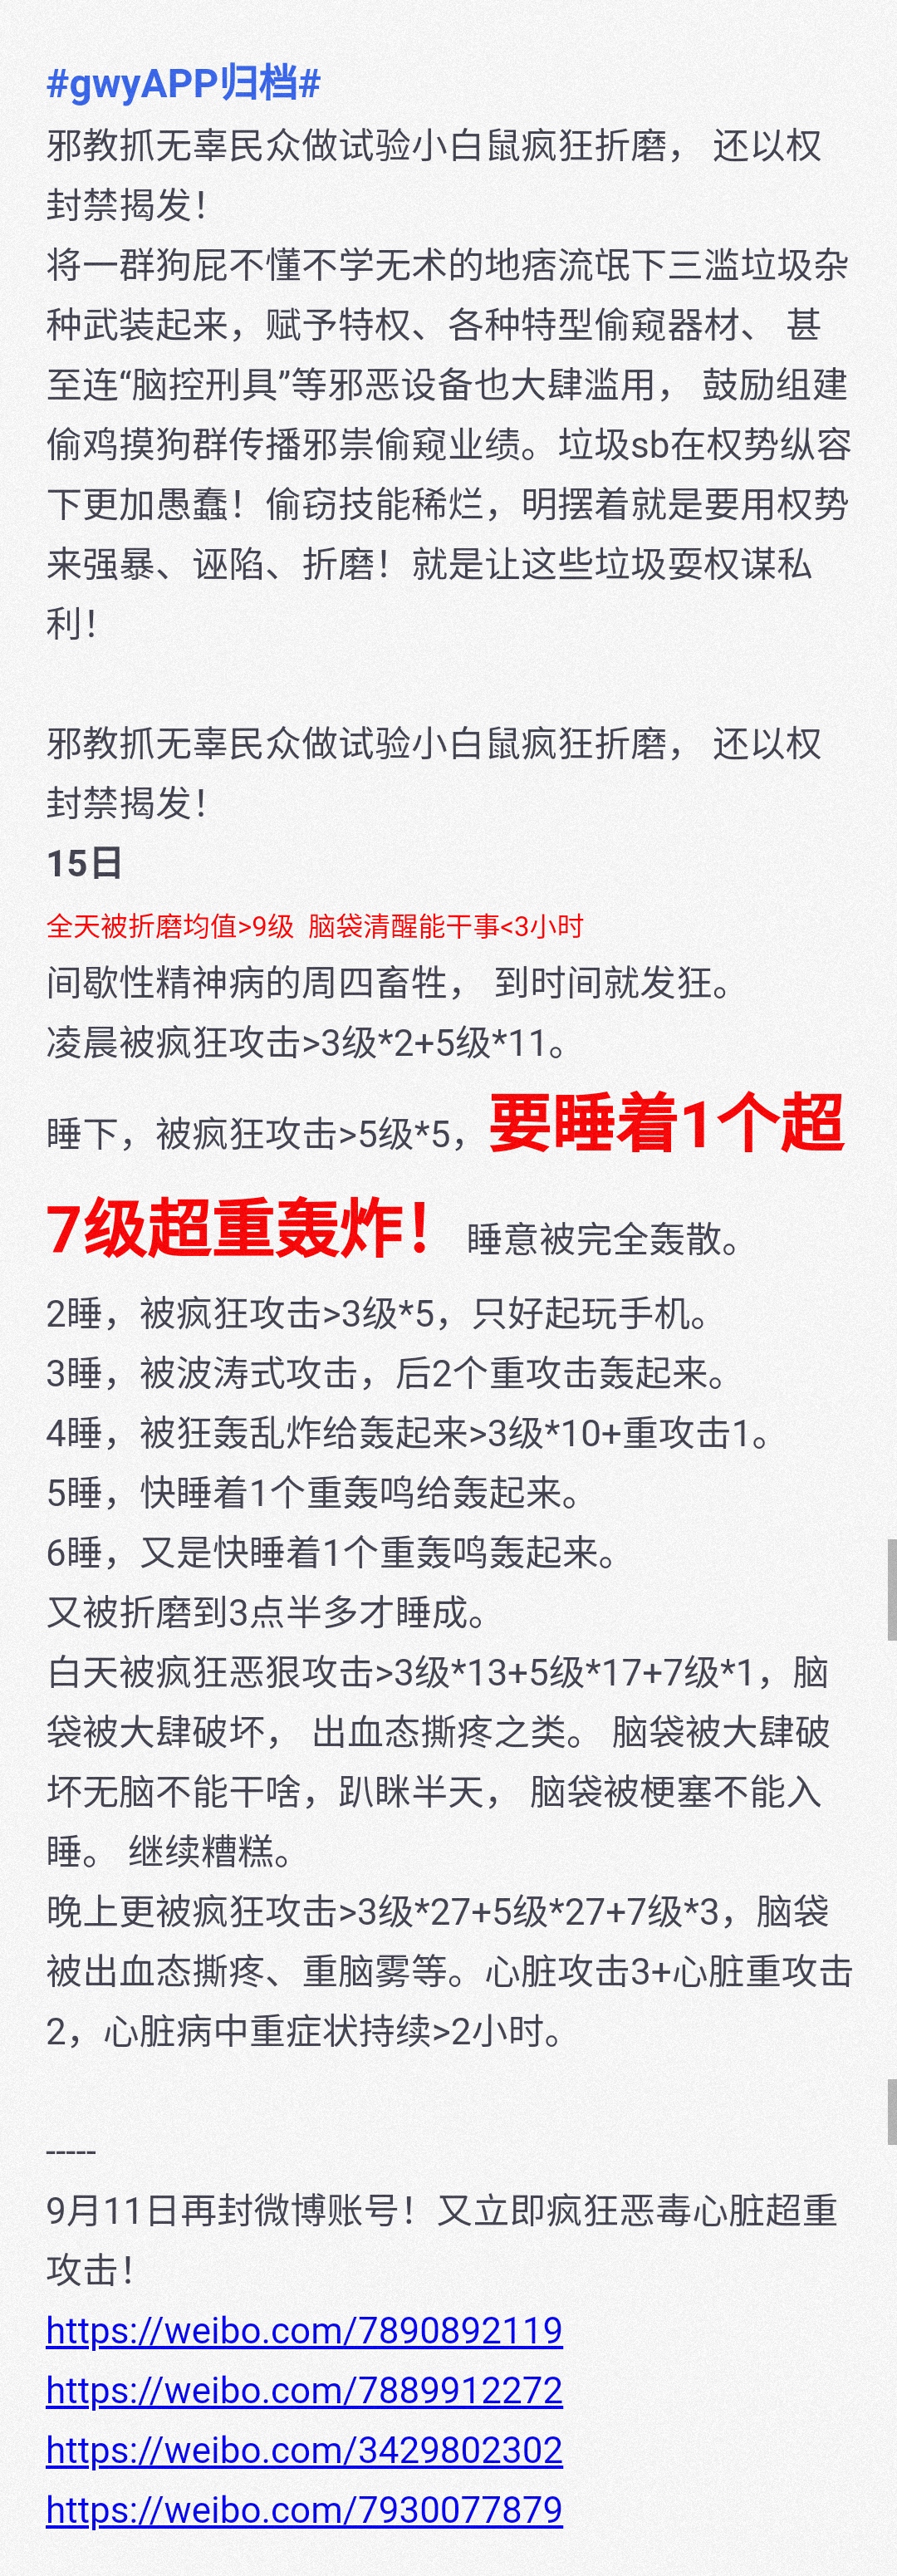 #gwyAPP归档#
邪教抓无辜民众做试验小白鼠疯狂折磨， 还以权
封禁揭发！
将一群狗屁不懂不学无术的地痞流氓下三滥垃圾杂
种武装起来，赋予特权、各种特型偷窥器材、 甚
至连“脑控刑具”等邪恶设备也大肆滥用， 鼓励组建
偷鸡摸狗群传播邪祟偷窥业绩。垃圾sb在权势纵容
下更加愚蠢！偷窃技能稀烂，明摆着就是要用权势
来强暴、诬陷、折磨！就是让这些垃圾耍权谋私
利！
邪教抓无辜民众做试验小白鼠疯狂折磨， 还以权
封禁揭发！
15日
全天被折磨均值>9级 脑袋清醒能干事<3小时
间歇性精神病的周四畜牲， 到时间就发狂。
凌晨被疯狂攻击>3级*2+5级*11。
睡下，被疯狂攻击>5级*5，要睡着1个超
7级超重轰炸！ 睡意被完全轰散。
2睡，被疯狂攻击>3级*5，只好起玩手机。
3睡，被波涛式攻击，后2个重攻击轰起来。
4睡，被狂轰乱炸给轰起来>3级*10+重攻击1。
5睡，快睡着1个重轰鸣给轰起来。
6睡，又是快睡着1个重轰鸣轰起来。
又被折磨到3点半多才睡成。
白天被疯狂恶狠攻击>3级*13+5级*17+7级*1，脑
袋被大肆破坏， 出血态撕疼之类。 脑袋被大肆破
坏无脑不能干啥，趴眯半天， 脑袋被梗塞不能入
睡。 继续糟糕。
晚上更被疯狂攻击>3级*27+5级*27+7级*3，脑袋
被出血态撕疼、重脑雾等。心脏攻击3+心脏重攻击
2，心脏病中重症状持续>2小时。
-----
9月11日再封微博账号！又立即疯狂恶毒心脏超重
攻击！
https://weibo.com/7890892119
https://weibo.com/7889912272
https://weibo.com/3429802302
https://weibo.com/7930077879